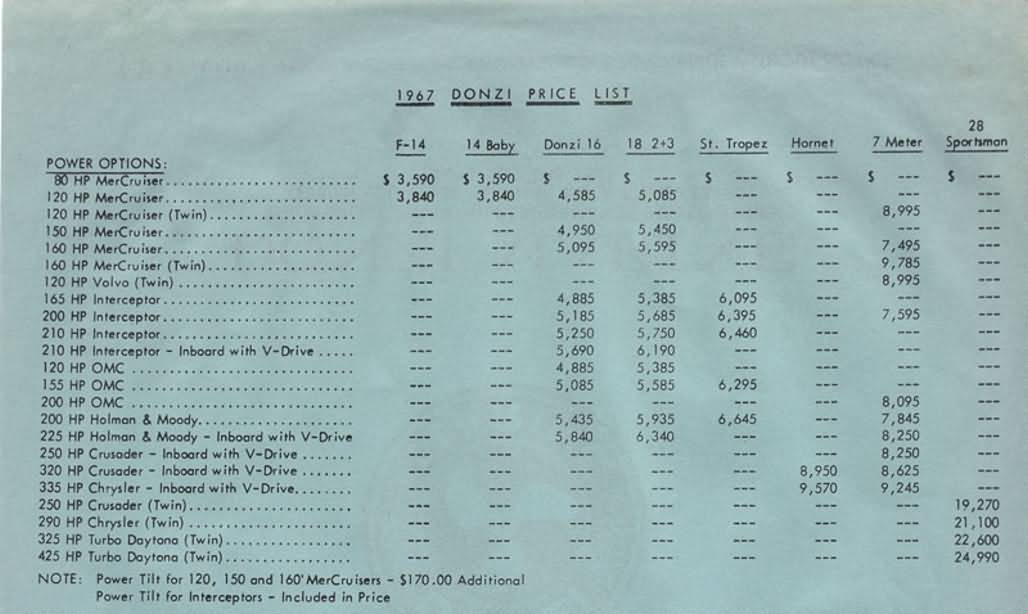 1967 DONZI PRICE LIST
28
F-14 14 Baby Donzi 16 18 2+3 St. Tropez Hornet 7 Meter Sportsman
POWER OPTIONS:
80 HP MerCruiser............................ $ 3,590 $ 3,590 $ --- $ --- $ --- $ --- $ --- $ ---
120 HP MerCruiser............................ 3,840 3,840 4,585 5,085 --- --- --- ---
120 HP MerCruiser (Twin)..................... --- --- --- --- --- --- 8,995 ---
150 HP MerCruiser............................ --- --- 4,950 5,450 --- --- --- ---
160 HP MerCruiser............................ --- --- 5,095 5,595 --- --- 7,495 ---
160 HP MerCruiser (Twin)..................... --- --- --- --- --- --- 9,785 ---
120 HP Volvo (Twin) ......................... --- --- --- --- --- --- 8,995 ---
165 HP Interceptor............................ --- --- 4,885 5,385 6,095 --- --- ---
200 HP Interceptor............................ --- --- 5,185 5,685 6,395 --- 7,595 ---
210 HP Interceptor............................ --- --- 5,250 5,750 6,460 --- --- ---
210 HP Interceptor - Inboard with V-Drive ..... --- --- 5,690 6,190 --- --- --- ---
120 HP OMC ................................ --- --- 4,885 5,385 --- --- --- ---
155 HP OMC ................................ --- --- 5,085 5,585 6,295 --- --- ---
200 HP OMC ................................ --- --- --- --- --- --- 8,095 ---
200 HP Holman & Moody...................... --- --- 5,435 5,935 6,645 --- 7,845 ---
225 HP Holman & Moody - Inboard with V-Drive --- --- 5,840 6,340 --- --- 8,250 ---
250 HP Crusader - Inboard with V-Drive ....... --- --- --- --- --- --- 8,250 ---
320 HP Crusader - Inboard with V-Drive ....... --- --- --- --- --- 8,950 8,625 ---
335 HP Chrysler - Inboard with V-Drive........ --- --- --- --- --- 9,570 9,245 ---
250 HP Crusader (Twin)........................ --- --- --- --- --- --- --- 19,270
290 HP Chrysler (Twin) ....................... --- --- --- --- --- --- --- 21,100
325 HP Turbo Daytona (Twin).................. --- --- --- --- --- --- --- 22,600
425 HP Turbo Daytona (Twin).................. --- --- --- --- --- --- --- 24,990
NOTE: Power Tilt for 120, 150 and 160' MerCruisers - $170.00 Additional
Power Tilt for Interceptors - Included in Price